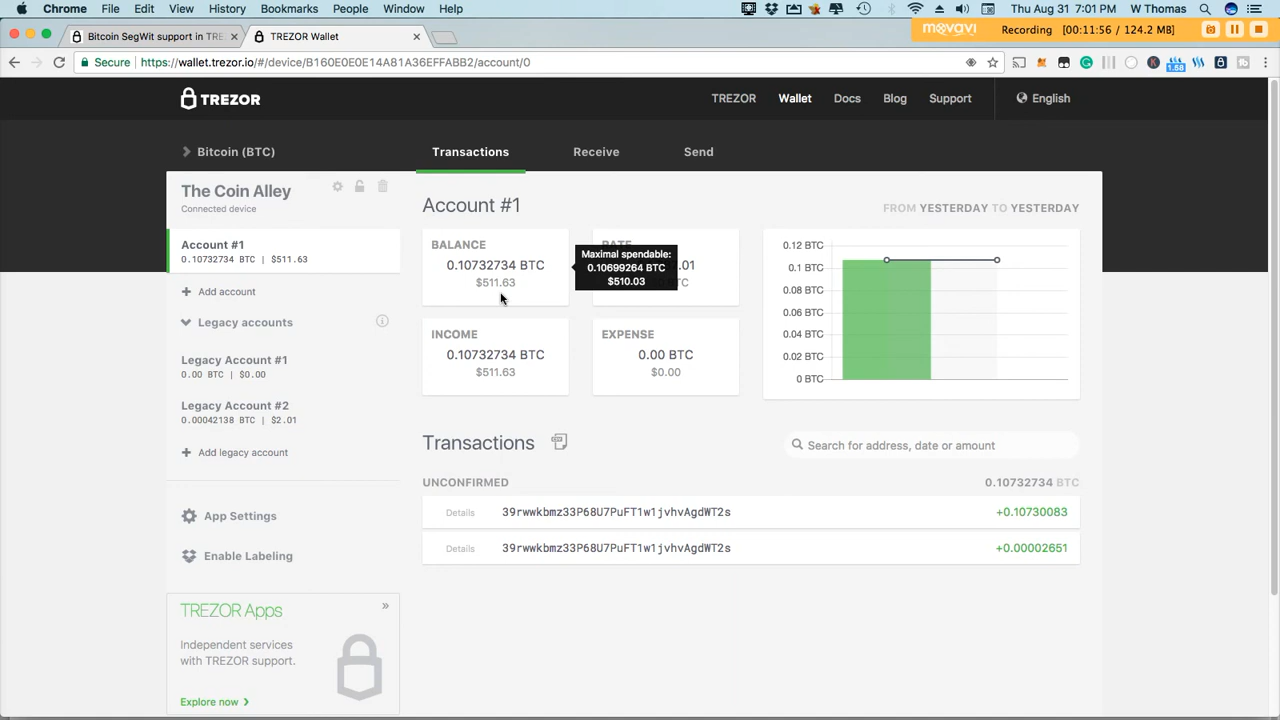 Chrome File Edit View History Bookmarks People Window Help
Thu Aug 31 7:01 PM W Thomas
Bitcoin SegWit support in TRE ×
TREZOR Wallet ×
movavi Recording [00:11:56 / 124.2 MB]
Secure https://wallet.trezor.io/#/device/B160E0E0E14A81A36EFFABB2/account/0
1.58
TREZOR
TREZOR Wallet Docs Blog Support English
Bitcoin (BTC)
Transactions Receive Send
The Coin Alley
Connected device
Account #1
0.10732734 BTC | $511.63
+ Add account
Legacy accounts
Legacy Account #1
0.00 BTC | $0.00
Legacy Account #2
0.00042138 BTC | $2.01
+ Add legacy account
App Settings
Enable Labeling
TREZOR Apps »
Independent services
with TREZOR support.
Explore now
Account #1
FROM YESTERDAY TO YESTERDAY
BALANCE
0.10732734 BTC
$511.63
Maximal spendable:
0.10699264 BTC
$510.03
RATE
.01
INCOME
0.10732734 BTC
$511.63
EXPENSE
0.00 BTC
$0.00
0.12 BTC
0.1 BTC
0.08 BTC
0.06 BTC
0.04 BTC
0.02 BTC
0 BTC
Transactions
Search for address, date or amount
UNCONFIRMED 0.10732734 BTC
Details 39rwwkbmz33P68U7PuFT1w1jvhvAgdWT2s +0.10730083
Details 39rwwkbmz33P68U7PuFT1w1jvhvAgdWT2s +0.00002651